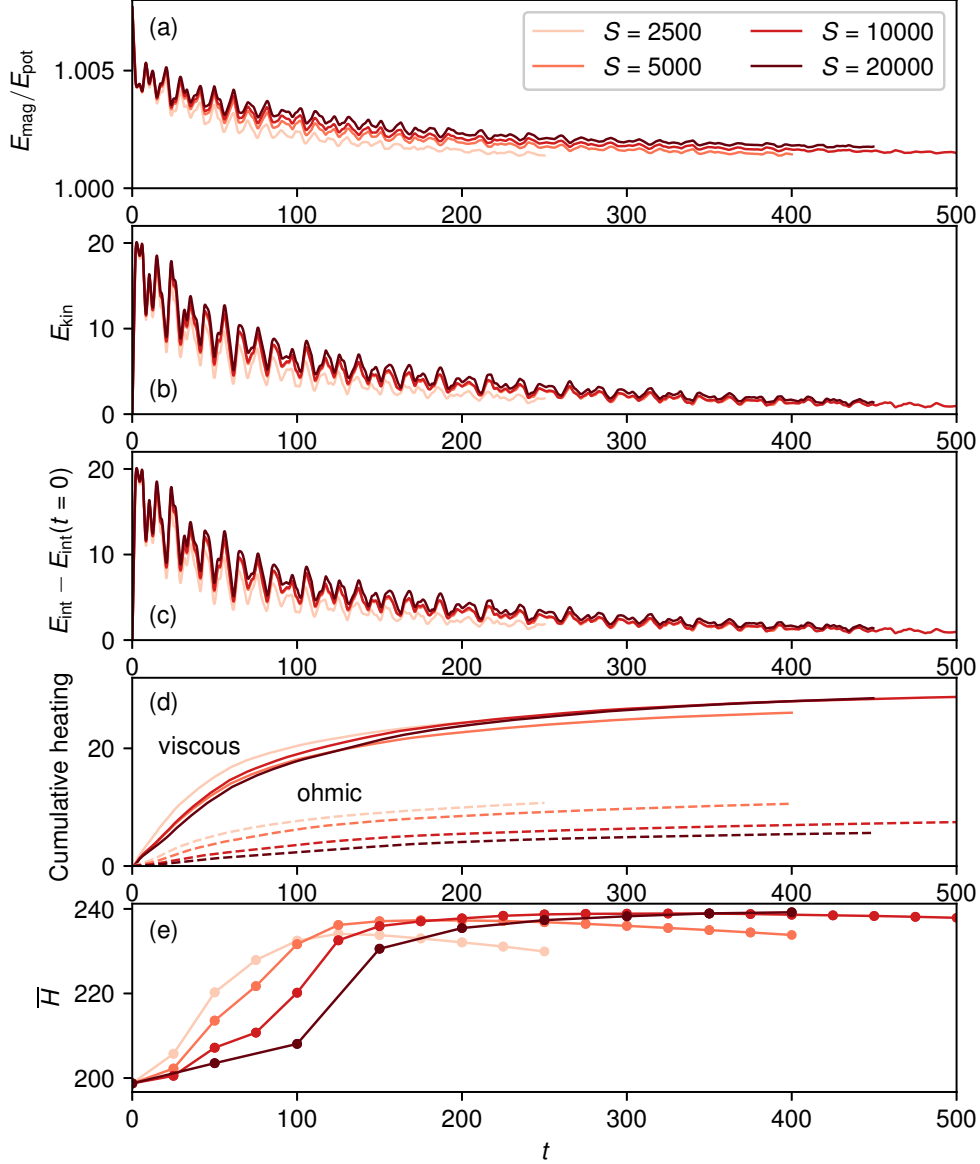 (a)
S = 2500
S = 5000
S = 10000
S = 20000
E_mag/E_pot
1.005
1.000
0 100 200 300 400 500
(b)
E_kin
20
10
0
0 100 200 300 400 500
(c)
E_int − E_int(t = 0)
20
10
0
0 100 200 300 400 500
(d)
viscous
ohmic
Cumulative heating
20
0
0 100 200 300 400 500
(e)
H̅
240
220
200
0 100 200 300 400 500
t